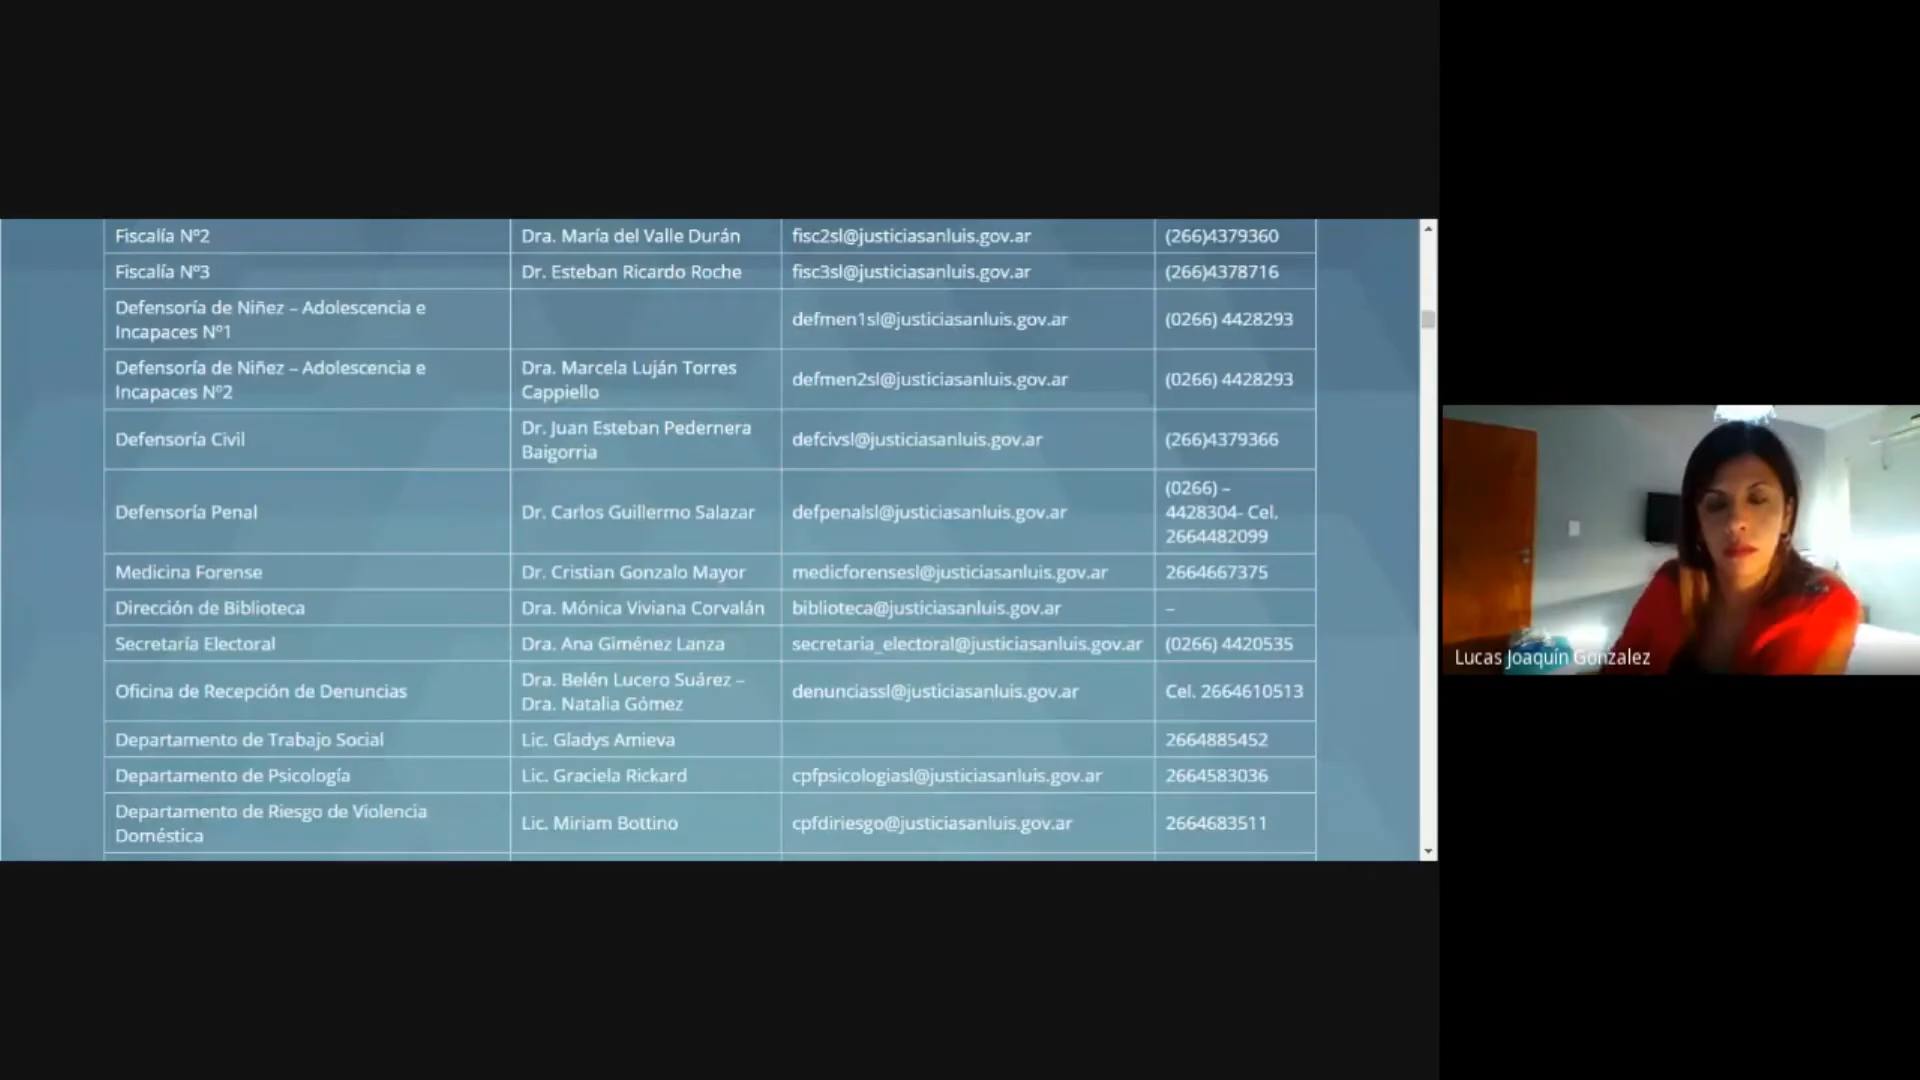 Fiscalía Nº2 Dra. María del Valle Durán fisc2sl@justiciasanluis.gov.ar (266)4379360
Fiscalía Nº3 Dr. Esteban Ricardo Roche fisc3sl@justiciasanluis.gov.ar (266)4378716
Defensoría de Niñez – Adolescencia e
Incapaces Nº1
defmen1sl@justiciasanluis.gov.ar (0266) 4428293
Defensoría de Niñez – Adolescencia e
Incapaces Nº2
Dra. Marcela Luján Torres
Cappiello
defmen2sl@justiciasanluis.gov.ar (0266) 4428293
Defensoría Civil
Dr. Juan Esteban Pedernera
Baigorria
defcivsl@justiciasanluis.gov.ar (266)4379366
Defensoría Penal Dr. Carlos Guillermo Salazar defpenalsl@justiciasanluis.gov.ar
(0266) –
4428304- Cel.
2664482099
Medicina Forense Dr. Cristian Gonzalo Mayor medicforensesl@justiciasanluis.gov.ar 2664667375
Dirección de Biblioteca Dra. Mónica Viviana Corvalán biblioteca@justiciasanluis.gov.ar –
Secretaría Electoral Dra. Ana Giménez Lanza secretaria_electoral@justiciasanluis.gov.ar (0266) 4420535
Oficina de Recepción de Denuncias
Dra. Belén Lucero Suárez –
Dra. Natalia Gómez
denunciassl@justiciasanluis.gov.ar Cel. 2664610513
Departamento de Trabajo Social Lic. Gladys Amieva 2664885452
Departamento de Psicología Lic. Graciela Rickard cpfpsicologiasl@justiciasanluis.gov.ar 2664583036
Departamento de Riesgo de Violencia
Doméstica
Lic. Miriam Bottino cpfdiriesgo@justiciasanluis.gov.ar 2664683511
Lucas Joaquín Gonzalez